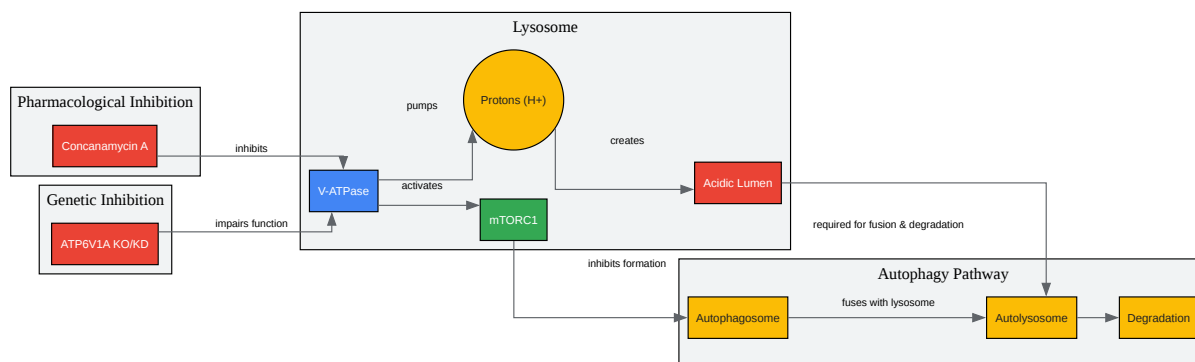 Lysosome
Protons (H+)
pumps
Pharmacological Inhibition
Concanamycin A
inhibits
creates
V-ATPase
activates
Acidic Lumen
Genetic Inhibition
mTORC1
impairs function
required for fusion & degradation
ATP6V1A KO/KD
inhibits formation
Autophagy Pathway
fuses with lysosome
Autophagosome
Autolysosome
Degradation